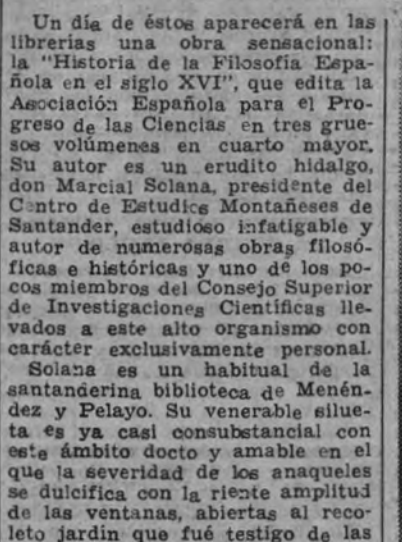 Un día de éstos aparecerá en las
librerías una obra sensacional:
la "Historia de la Filosofía Espa-
ñola en el siglo XVI", que edita la
Asociación Española para el Pro-
greso de las Ciencias en tres grue-
sos volúmenes en cuarto mayor.
Su autor es un erudito hidalgo,
don Marcial Solana, presidente del
Centro de Estudios Montañeses de
Santander, estudioso infatigable y
autor de numerosas obras filosó-
ficas e históricas y uno de los po-
cos miembros del Consejo Superior
de Investigaciones Científicas lle-
vados a este alto organismo con
carácter exclusivamente personal.
Solana es un habitual de la
santanderina biblioteca de Menén-
dez y Pelayo. Su venerable silue-
ta es ya casi consubstancial con
este ámbito docto y amable en el
que la severidad de los anaqueles
se dulcifica con la riente amplitud
de las ventanas, abiertas al reco-
leto jardín que fué testigo de las